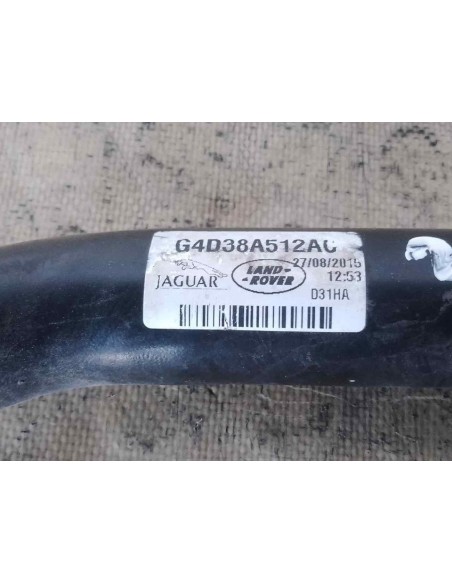 G4D38A512AC
27/08/2015
JAGUAR
LAND-
-ROVER
12:53
D31HA